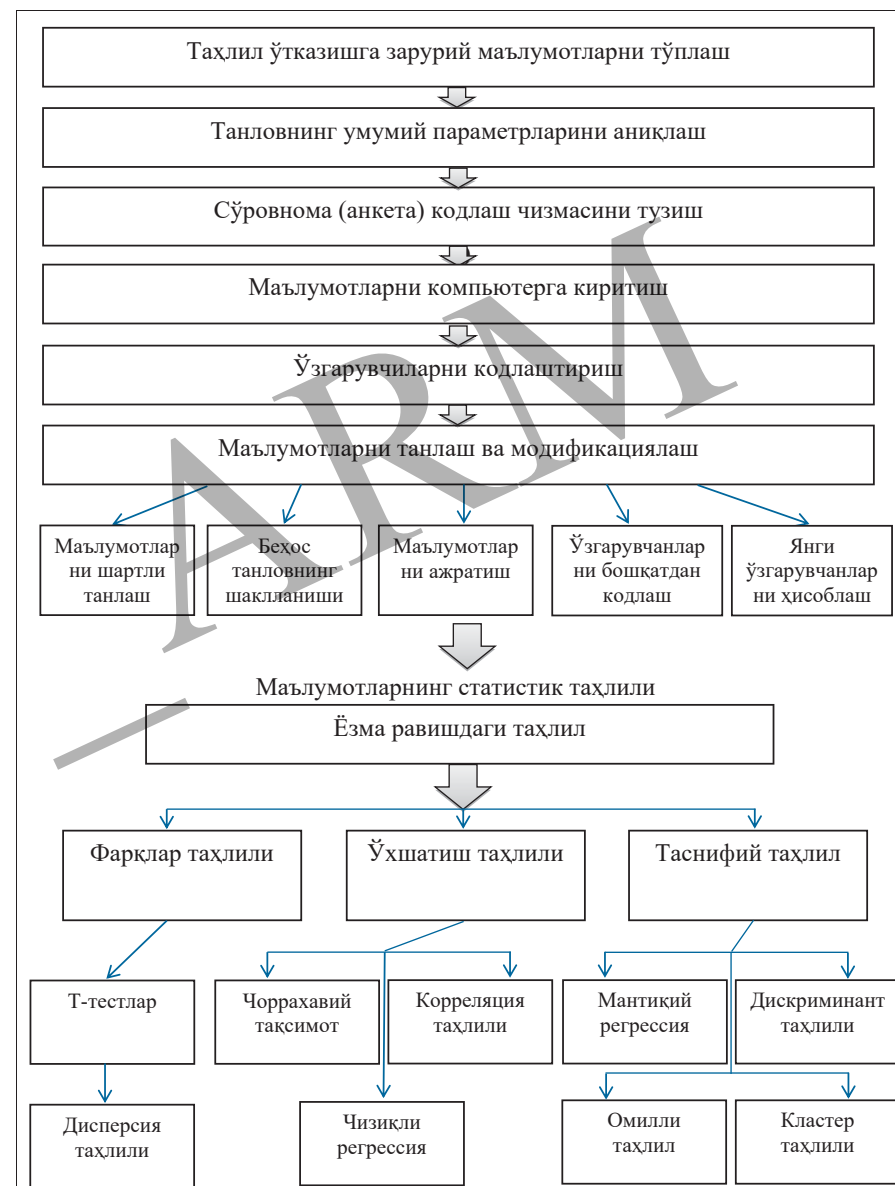 Таҳлил ўтказишга зарурий маълумотларни тўплаш
Танловнинг умумий параметрларини аниқлаш
Сўровнома (анкета) кодлаш чизмасини тузиш
Маълумотларни компьютерга киритиш
Ўзгарувчиларни кодлаштириш
Маълумотларни танлаш ва модификациялаш
Маълумотлар
ни шартли
танлаш
Беҳос
танловнинг
шаклланиши
Маълумотлар
ни ажратиш
Ўзгарувчанлар
ни бошқатдан
кодлаш
Янги
ўзгарувчанлар
ни ҳисоблаш
Маълумотларнинг статистик таҳлили
Ёзма равишдаги таҳлил
Фарқлар таҳлили
Ўхшатиш таҳлили
Таснифий таҳлил
Т-тестлар
Чоррахавий
тақсимот
Корреляция
таҳлили
Мантиқий
регрессия
Дискриминант
таҳлили
Дисперсия
таҳлили
Чизиқли
регрессия
Омилли
таҳлил
Кластер
таҳлили
_ARM